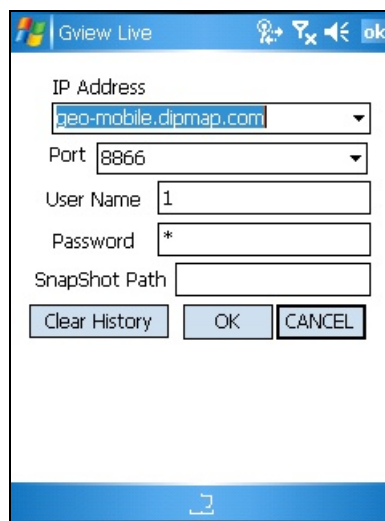 Gview Live
ok
IP Address
geo-mobile.dipmap.com
Port 8866
User Name 1
Password *
SnapShot Path
Clear History OK CANCEL